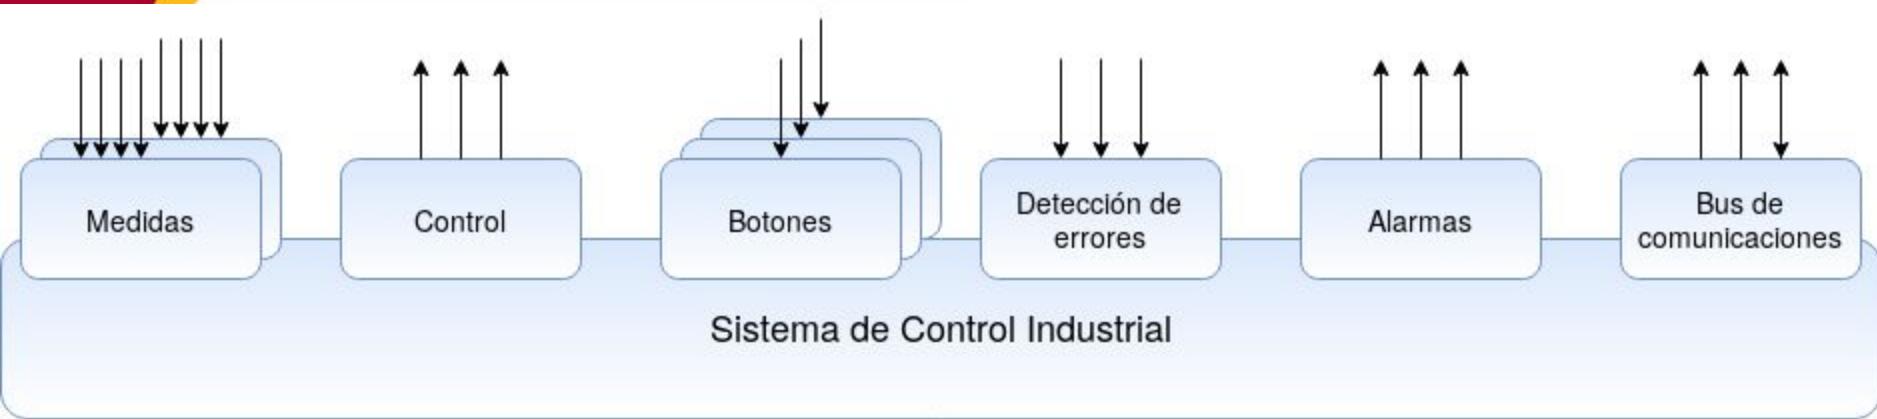 Medidas
Control
Botones
Detección de
errores
Alarmas
Bus de
comunicaciones
Sistema de Control Industrial